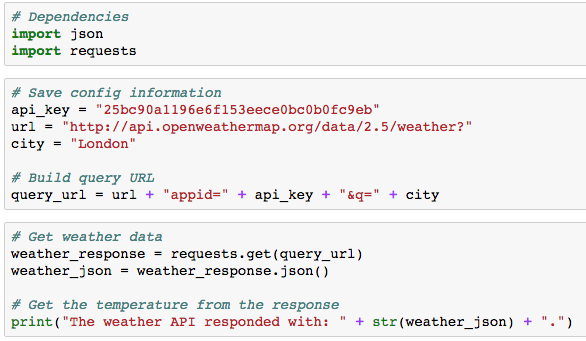 # Dependencies
import json
import requests
# Save config information
api_key = "25bc90a1196e6f153eece0bc0b0fc9eb"
url = "http://api.openweathermap.org/data/2.5/weather?"
city = "London"
# Build query URL
query_url = url + "appid=" + api_key + "&q=" + city
# Get weather data
weather_response = requests.get(query_url)
weather_json = weather_response.json()
# Get the temperature from the response
print("The weather API responded with: " + str(weather_json) + ".")